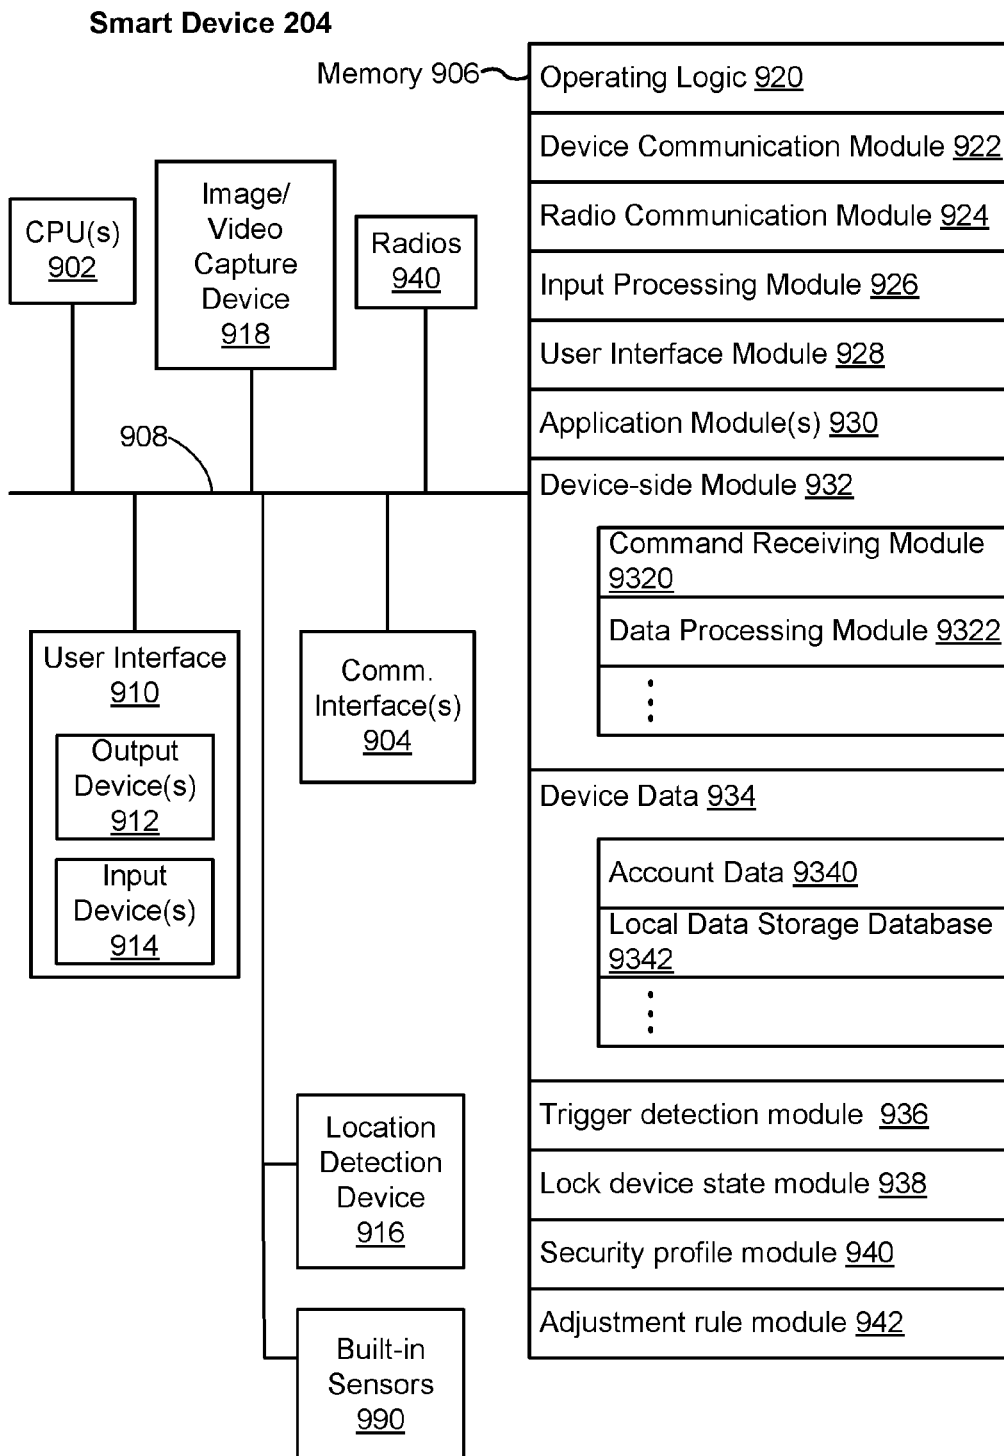 Smart Device 204
Memory 906
CPU(s)
902
Image/
Video
Capture
Device
918
Radios
940
908
User Interface
910
Output
Device(s)
912
Input
Device(s)
914
Comm.
Interface(s)
904
Location
Detection
Device
916
Built-in
Sensors
990
Operating Logic 920
Device Communication Module 922
Radio Communication Module 924
Input Processing Module 926
User Interface Module 928
Application Module(s) 930
Device-side Module 932
Command Receiving Module
9320
Data Processing Module 9322
Device Data 934
Account Data 9340
Local Data Storage Database
9342
Trigger detection module 936
Lock device state module 938
Security profile module 940
Adjustment rule module 942